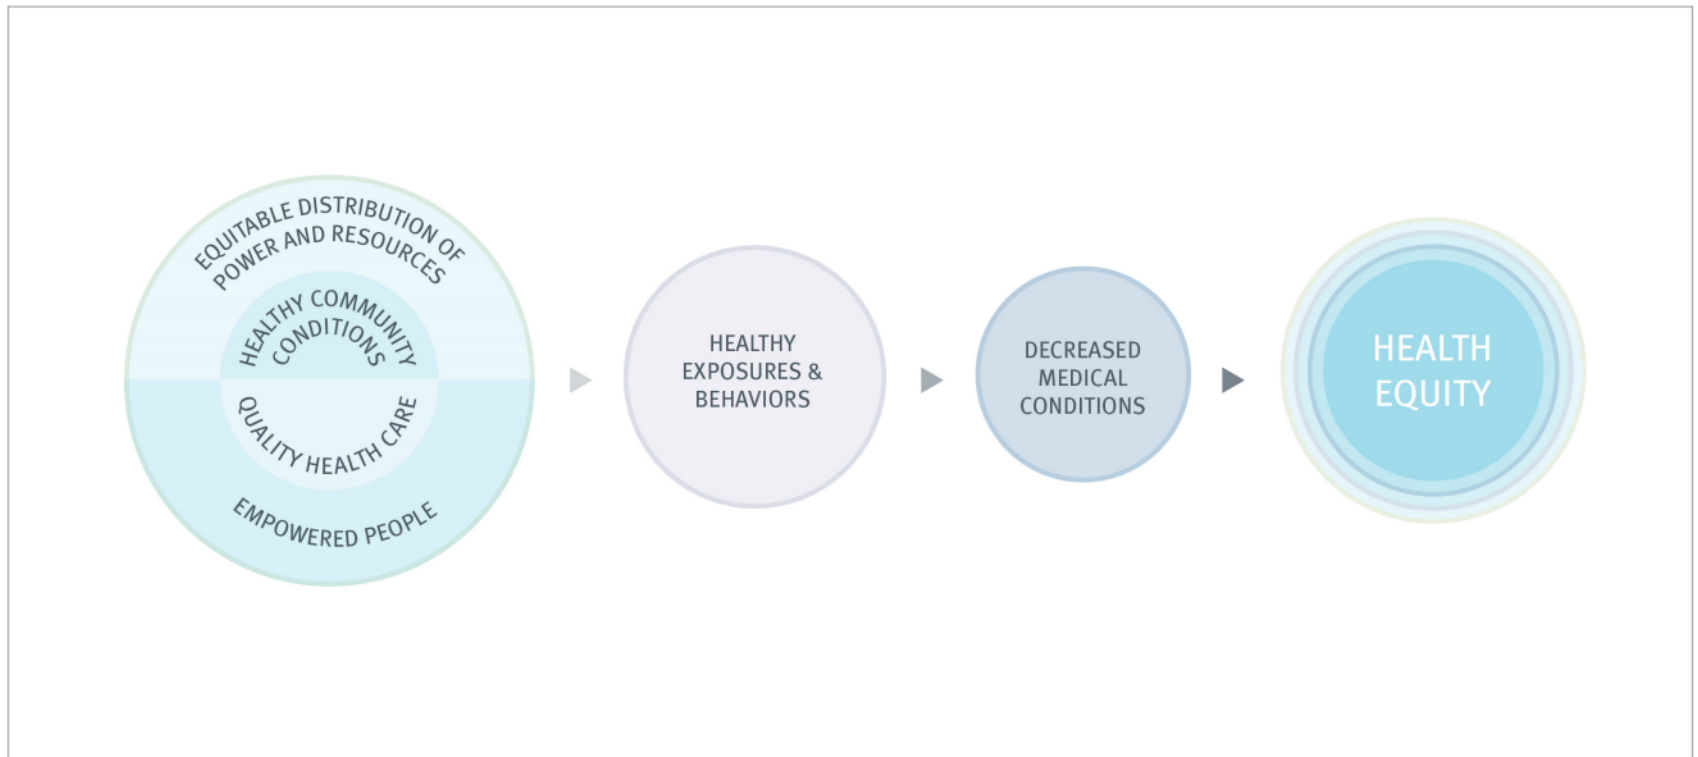 EQUITABLE DISTRIBUTION OF
POWER AND RESOURCES
HEALTHY COMMUNITY
CONDITIONS
QUALITY HEALTH CARE
EMPOWERED PEOPLE
HEALTHY
EXPOSURES &
BEHAVIORS
DECREASED
MEDICAL
CONDITIONS
HEALTH
EQUITY